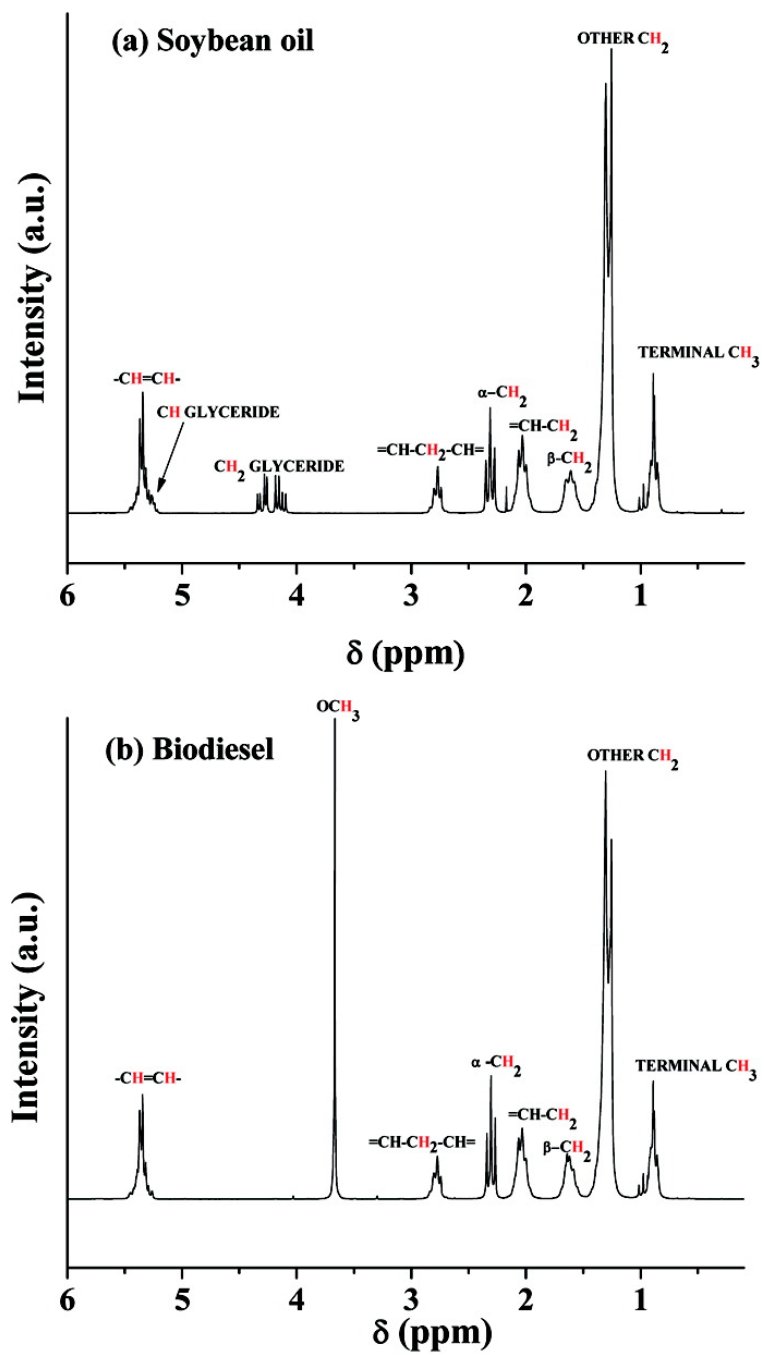 (a) Soybean oil
OTHER CH₂
Intensity (a.u.)
TERMINAL CH₃
-CH=CH-
CH GLYCERIDE
α-CH₂
=CH-CH₂
=CH-CH₂-CH=
β-CH₂
CH₂ GLYCERIDE
6 5 4 3 2 1
δ (ppm)
OCH₃
(b) Biodiesel
OTHER CH₂
Intensity (a.u.)
α -CH₂
TERMINAL CH₃
-CH=CH-
=CH-CH₂
=CH-CH₂-CH=
β-CH₂
6 5 4 3 2 1
δ (ppm)